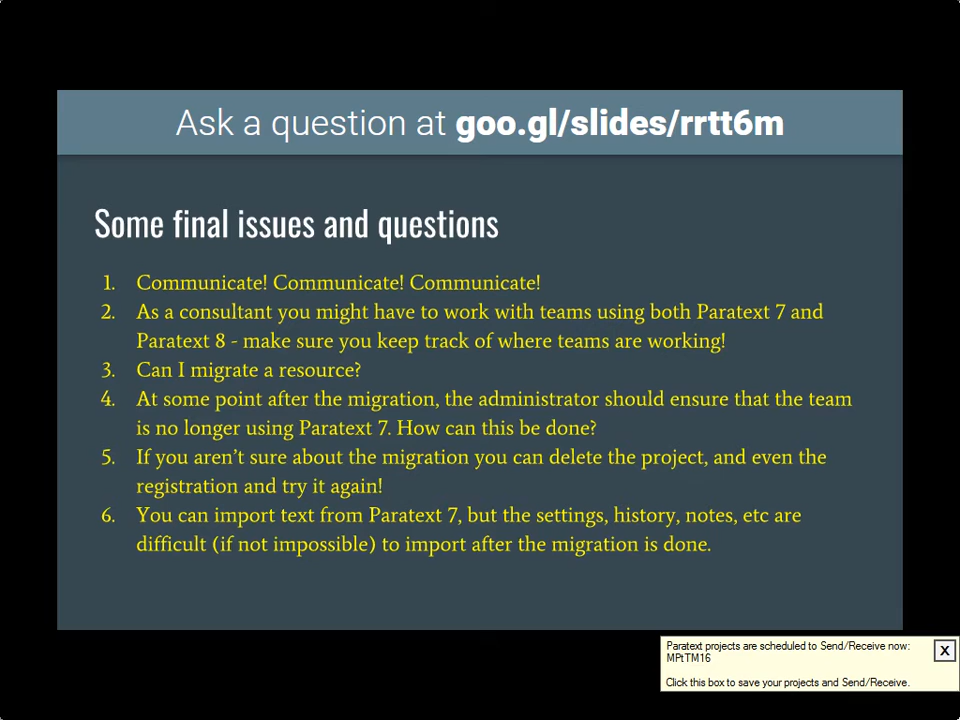 Ask a question at goo.gl/slides/rrtt6m
Some final issues and questions
1. Communicate! Communicate! Communicate!
2. As a consultant you might have to work with teams using both Paratext 7 and
Paratext 8 - make sure you keep track of where teams are working!
3. Can I migrate a resource?
4. At some point after the migration, the administrator should ensure that the team
is no longer using Paratext 7. How can this be done?
5. If you aren't sure about the migration you can delete the project, and even the
registration and try it again!
6. You can import text from Paratext 7, but the settings, history, notes, etc are
difficult (if not impossible) to import after the migration is done.
Paratext projects are scheduled to Send/Receive now:
MPtTM16
X
Click this box to save your projects and Send/Receive.